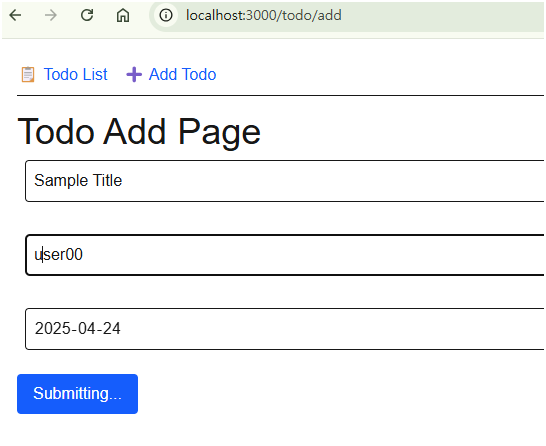 localhost:3000/todo/add
Todo List Add Todo
Todo Add Page
Sample Title
user00
2025-04-24
Submitting...